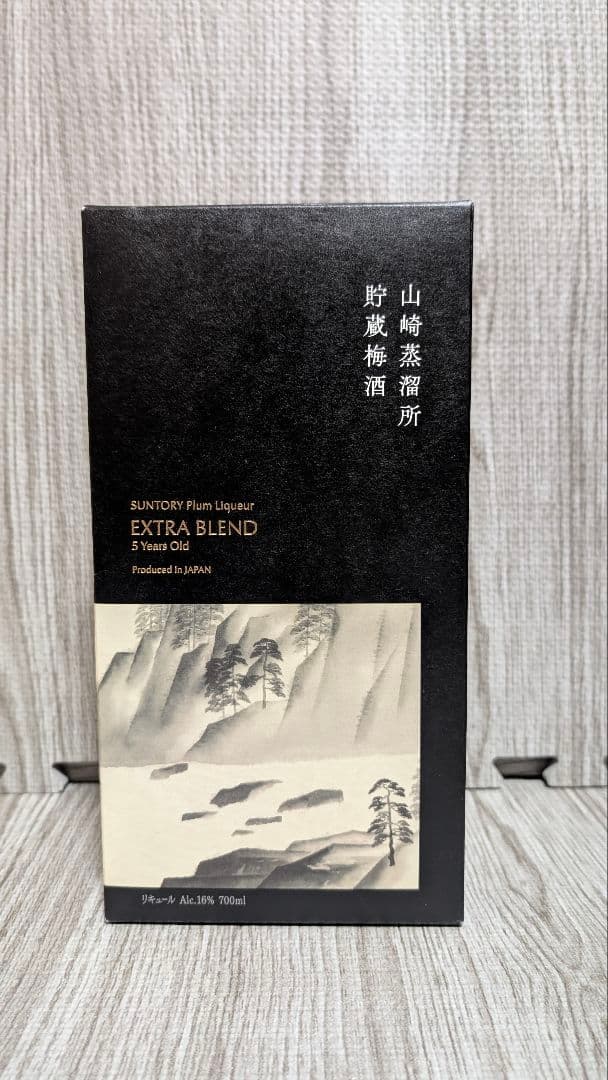 山崎蒸溜所
貯蔵梅酒
SUNTORY Plum Liqueur
EXTRA BLEND
5 Years Old
Produced In JAPAN
リキュール Alc.16% 700ml